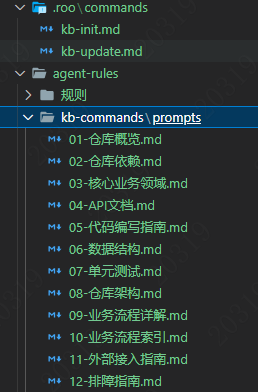 .roo\commands
kb-init.md
kb-update.md
agent-rules
规则
kb-commands\prompts
01-仓库概览.md
02-仓库依赖.md
03-核心业务领域.md
04-API文档.md
05-代码编写指南.md
06-数据结构.md
07-单元测试.md
08-仓库架构.md
09-业务流程详解.md
10-业务流程索引.md
11-外部接入指南.md
12-排障指南.md